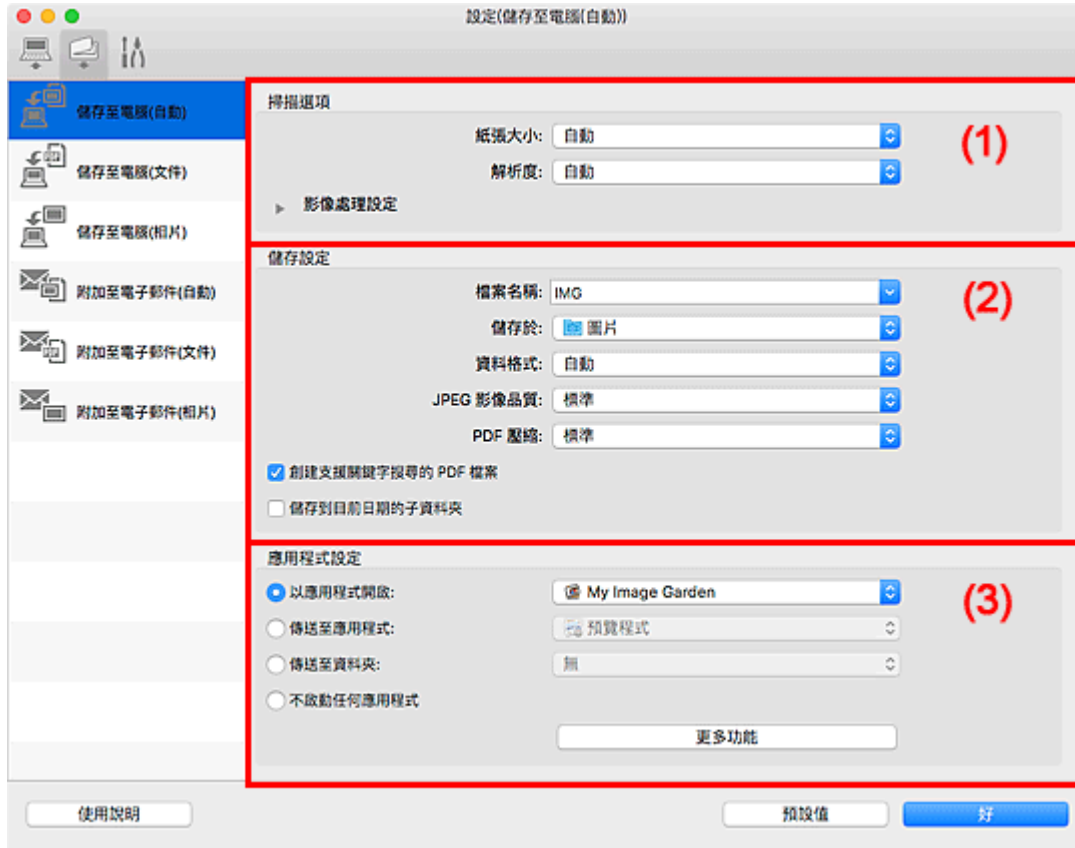 設定(儲存至電腦(自動))
儲存至電腦(自動)
儲存至電腦(文件)
儲存至電腦(相片)
附加至電子郵件(自動)
附加至電子郵件(文件)
附加至電子郵件(相片)
掃描選項
(1)
紙張大小: 自動
解析度: 自動
影像處理設定
儲存設定
(2)
檔案名稱: IMG
儲存於: 圖片
資料格式: 自動
JPEG 影像品質: 標準
PDF 壓縮: 標準
創建支援關鍵字搜尋的 PDF 檔案
儲存到目前日期的子資料夾
應用程式設定
(3)
以應用程式開啟: My Image Garden
傳送至應用程式: 預覽程式
傳送至資料夾: 無
不啟動任何應用程式
更多功能
使用說明 預設值 好